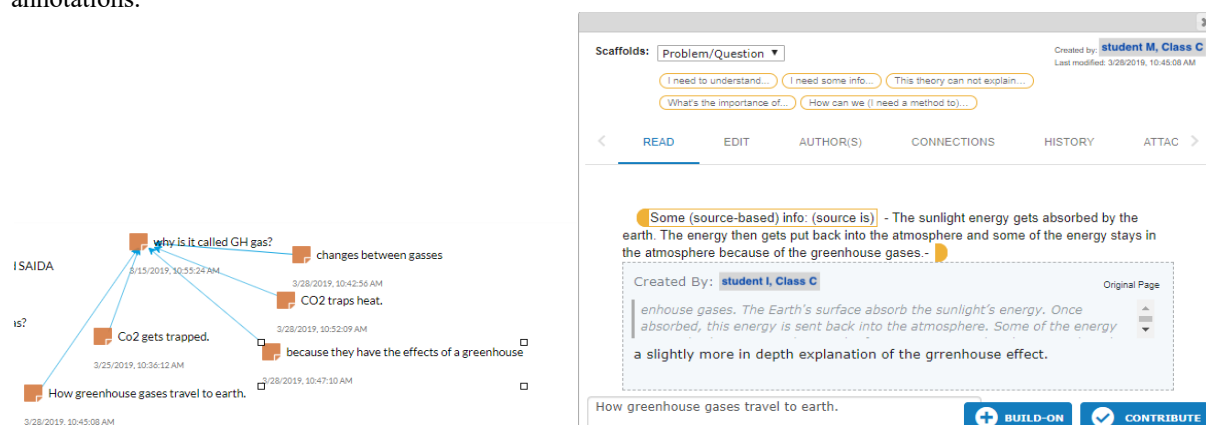 annotations.
why is it called GH gas?
3/15/2019, 10:55:24 AM
changes between gasses
3/28/2019, 10:42:56 AM
SAIDA
CO2 traps heat.
3/28/2019, 10:52:09 AM
Co2 gets trapped.
3/25/2019, 10:36:12 AM
because they have the effects of a greenhouse
3/28/2019, 10:47:10 AM
How greenhouse gases travel to earth.
3/28/2019, 10:45:08 AM
Scaffolds: Problem/Question
Created by: student M, Class C
Last modified: 3/28/2019, 10:45:08 AM
I need to understand... I need some info... This theory can not explain...
What's the importance of... How can we (I need a method to)...
READ EDIT AUTHOR(S) CONNECTIONS HISTORY ATTAC
Some (source-based) info: (source is) - The sunlight energy gets absorbed by the
earth. The energy then gets put back into the atmosphere and some of the energy stays in
the atmosphere because of the greenhouse gases.-
Created By: student I, Class C
Original Page
enhouse gases. The Earth's surface absorb the sunlight's energy. Once
absorbed, this energy is sent back into the atmosphere. Some of the energy
a slightly more in depth explanation of the grrenhouse effect.
How greenhouse gases travel to earth.
BUILD-ON CONTRIBUTE